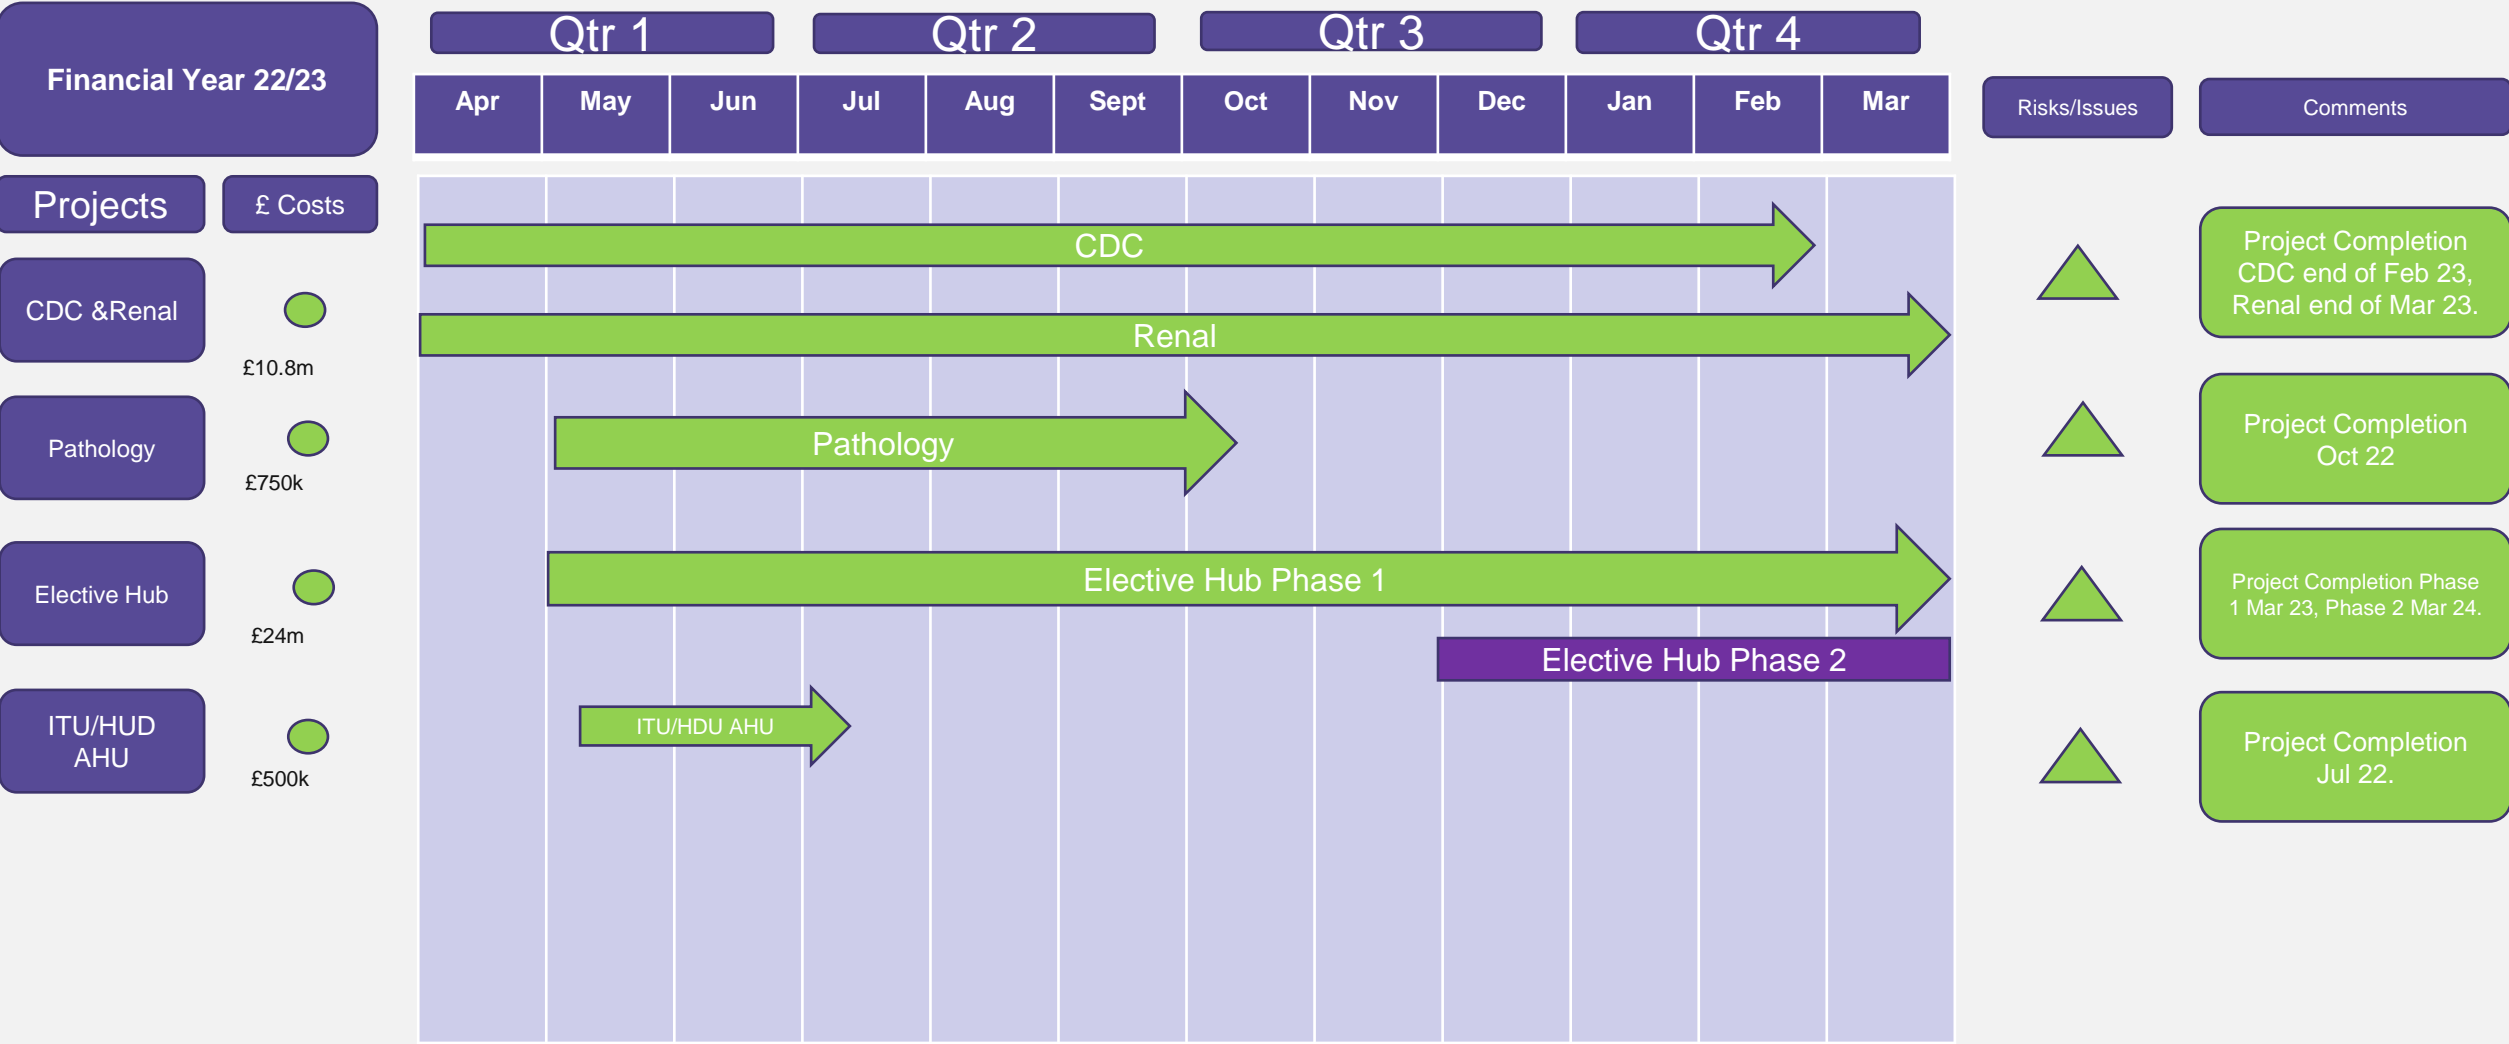 Financial Year 22/23
Qtr 1
Qtr 2
Qtr 3
Qtr 4
Apr
May
Jun
Jul
Aug
Sept
Oct
Nov
Dec
Jan
Feb
Mar
Risks/Issues
Comments
Projects
£ Costs
CDC &Renal
£10.8m
CDC
Renal
Project Completion
CDC end of Feb 23,
Renal end of Mar 23.
Pathology
£750k
Pathology
Project Completion
Oct 22
Elective Hub
£24m
Elective Hub Phase 1
Elective Hub Phase 2
Project Completion Phase
1 Mar 23, Phase 2 Mar 24.
ITU/HUD
AHU
£500k
ITU/HDU AHU
Project Completion
Jul 22.